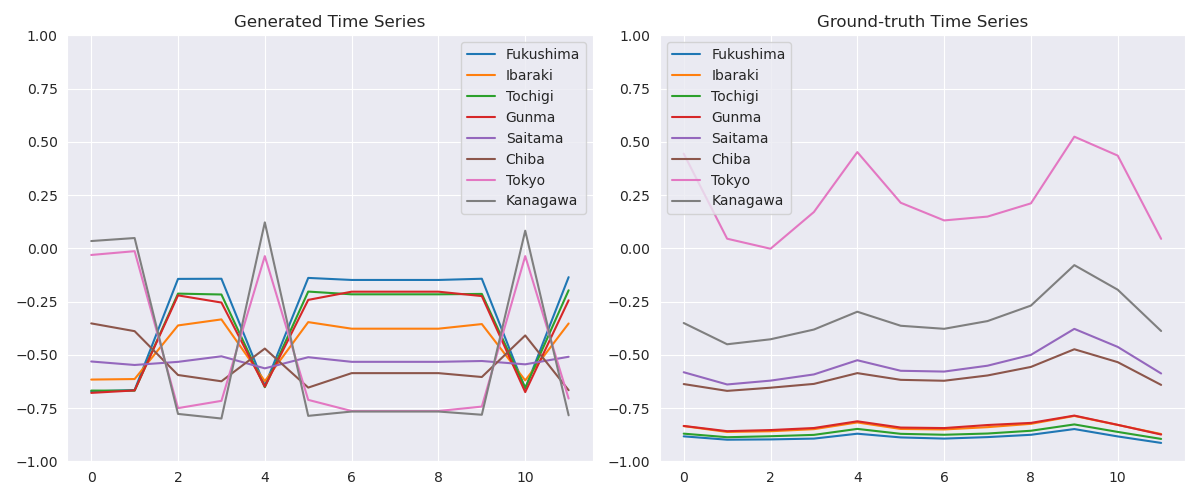 Generated Time Series
1.00
0.75
0.50
0.25
0.00
−0.25
−0.50
−0.75
−1.00
0 2 4 6 8 10
Fukushima
Ibaraki
Tochigi
Gunma
Saitama
Chiba
Tokyo
Kanagawa
Ground-truth Time Series
1.00
0.75
0.50
0.25
0.00
−0.25
−0.50
−0.75
−1.00
0 2 4 6 8 10
Fukushima
Ibaraki
Tochigi
Gunma
Saitama
Chiba
Tokyo
Kanagawa